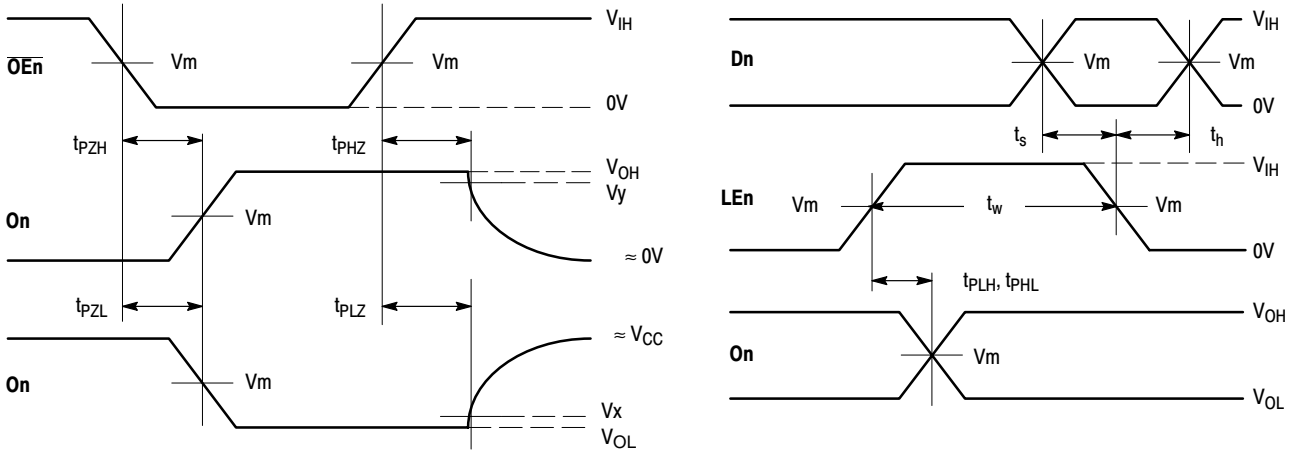 V_IH
O̅E̅n̅ Vm Vm
0V
t_PZH t_PHZ
V_OH
Vy
On Vm
≈ 0V
t_PZL t_PLZ
≈ V_CC
On Vm
Vx
V_OL
V_IH
Dn Vm Vm
0V
t_s t_h
V_IH
LEn Vm t_w Vm
0V
t_PLH, t_PHL
V_OH
On Vm
V_OL